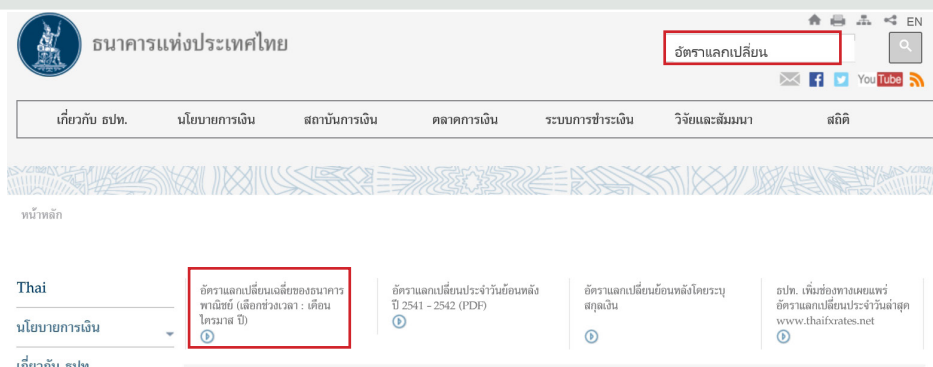 EN
ธนาคารแห่งประเทศไทย
อัตราแลกเปลี่ยน
You Tube
เกี่ยวกับ ธปท. นโยบายการเงิน สถาบันการเงิน ตลาดการเงิน ระบบการชำระเงิน วิจัยและสัมมนา สถิติ
หน้าหลัก
Thai
นโยบายการเงิน
เกี่ยวกับ ธปท.
อัตราแลกเปลี่ยนเฉลี่ยของธนาคาร
พาณิชย์ (เลือกช่วงเวลา : เดือน
ไตรมาส ปี)
อัตราแลกเปลี่ยนประจำวันย้อนหลัง
ปี 2541 - 2542 (PDF)
อัตราแลกเปลี่ยนย้อนหลังโดยระบุ
สกุลเงิน
ธปท. เพิ่มช่องทางเผยแพร่
อัตราแลกเปลี่ยนประจำวันล่าสุด
www.thaifxrates.net